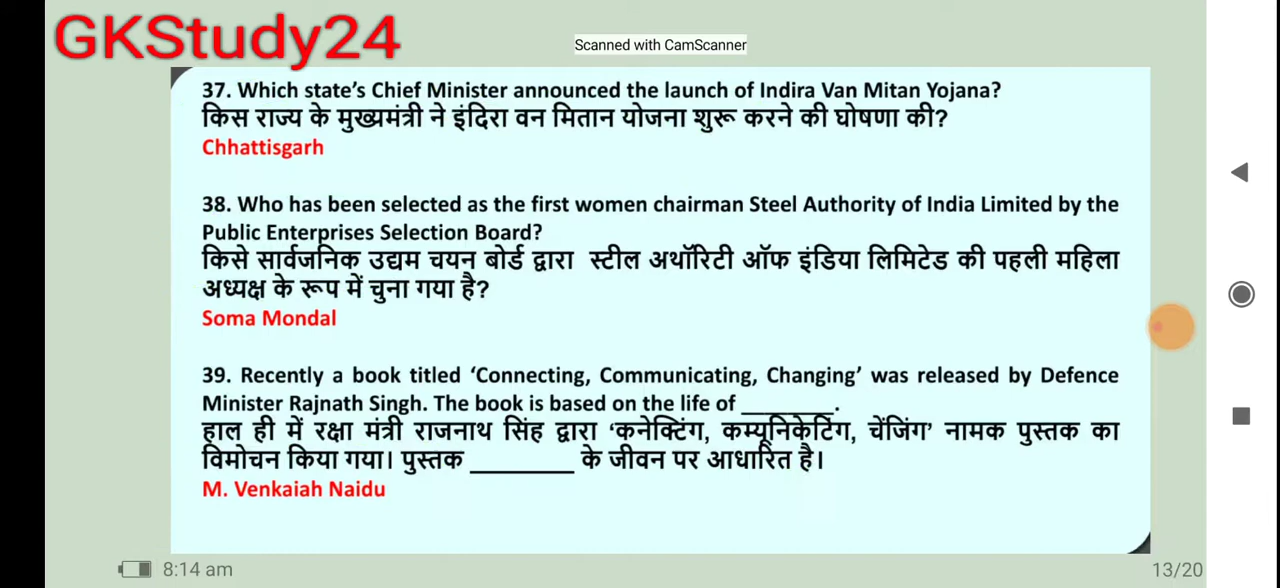 GKStudy24
Scanned with CamScanner
37. Which state's Chief Minister announced the launch of Indira Van Mitan Yojana?
किस राज्य के मुख्यमंत्री ने इंदिरा वन मितान योजना शुरू करने की घोषणा की?
Chhattisgarh
38. Who has been selected as the first women chairman Steel Authority of India Limited by the
Public Enterprises Selection Board?
किसे सार्वजनिक उद्यम चयन बोर्ड द्वारा स्टील अथॉरिटी ऑफ इंडिया लिमिटेड की पहली महिला
अध्यक्ष के रूप में चुना गया है?
Soma Mondal
39. Recently a book titled ‘Connecting, Communicating, Changing’ was released by Defence
Minister Rajnath Singh. The book is based on the life of ________.
हाल ही में रक्षा मंत्री राजनाथ सिंह द्वारा ‘कनेक्टिंग, कम्यूनिकेटिंग, चेंजिंग’ नामक पुस्तक का
विमोचन किया गया। पुस्तक _________ के जीवन पर आधारित है।
M. Venkaiah Naidu
8:14 am
13/20